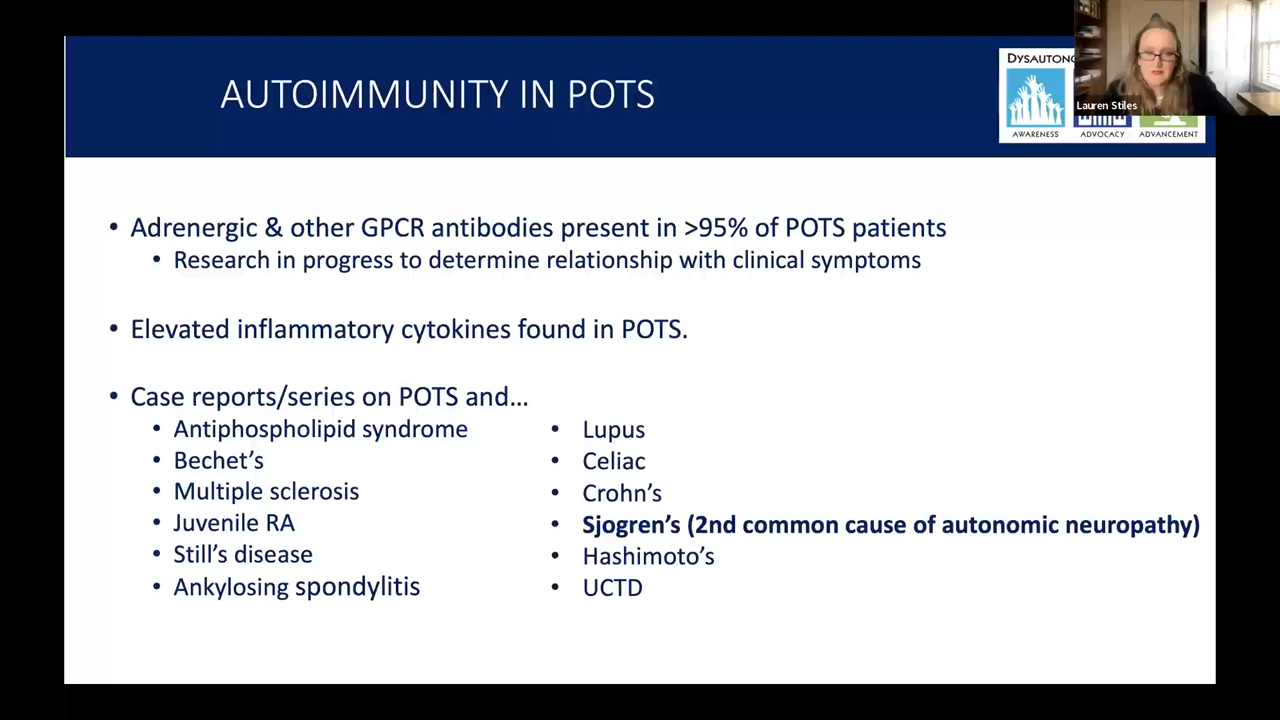 AUTOIMMUNITY IN POTS
DYSAUTONO
Lauren Stiles
AWARENESS
ADVOCACY
ADVANCEMENT
• Adrenergic & other GPCR antibodies present in >95% of POTS patients
• Research in progress to determine relationship with clinical symptoms
• Elevated inflammatory cytokines found in POTS.
• Case reports/series on POTS and…
• Antiphospholipid syndrome
• Bechet’s
• Multiple sclerosis
• Juvenile RA
• Still’s disease
• Ankylosing spondylitis
• Lupus
• Celiac
• Crohn’s
• Sjogren’s (2nd common cause of autonomic neuropathy)
• Hashimoto’s
• UCTD